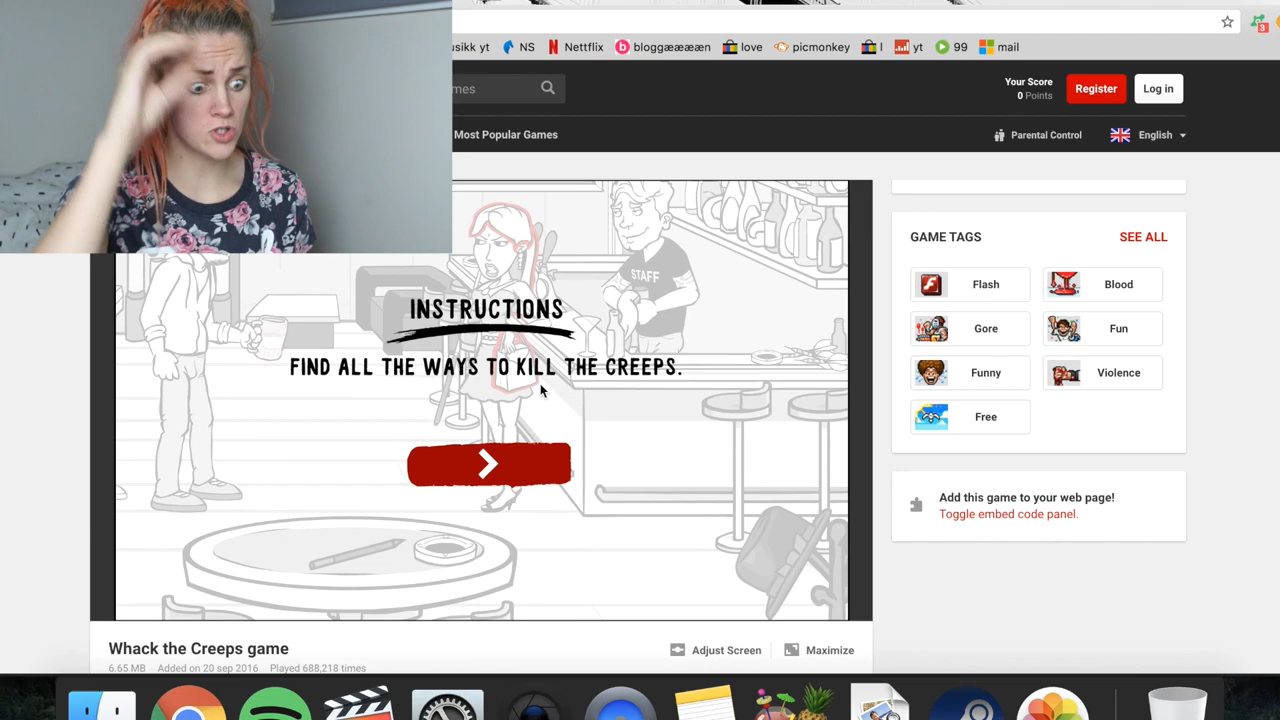 usikk yt NS Nettflix bloggææææn love picmonkey l yt 99 mail
3
mes
Your Score
0 Points
Register
Log in
Most Popular Games
Parental Control
English
GAME TAGS
SEE ALL
Flash
Blood
Gore
Fun
Funny
Violence
Free
STAFF
INSTRUCTIONS
FIND ALL THE WAYS TO KILL THE CREEPS.
Add this game to your web page!
Toggle embed code panel.
Whack the Creeps game
Adjust Screen
Maximize
6.65 MB Added on 20 sep 2016 Played 688,218 times